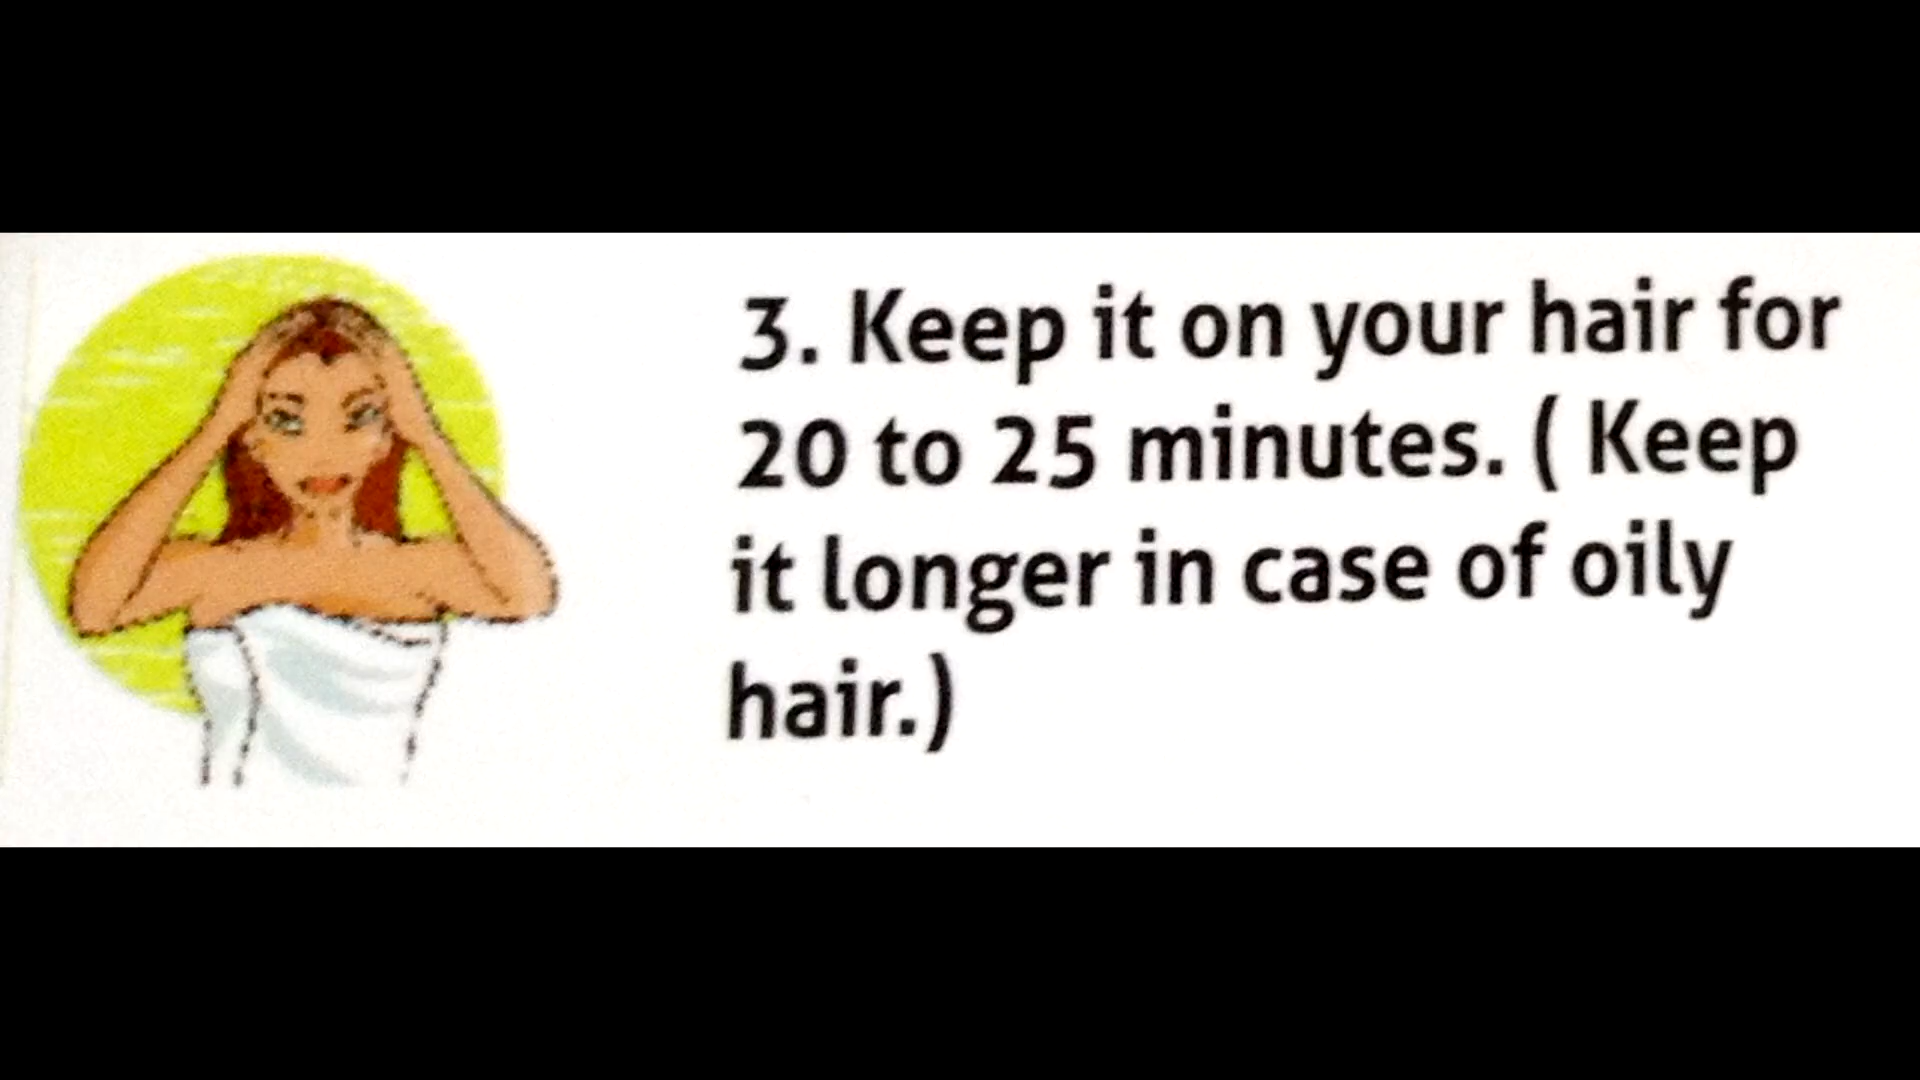 3. Keep it on your hair for
20 to 25 minutes. ( Keep
it longer in case of oily
hair.)